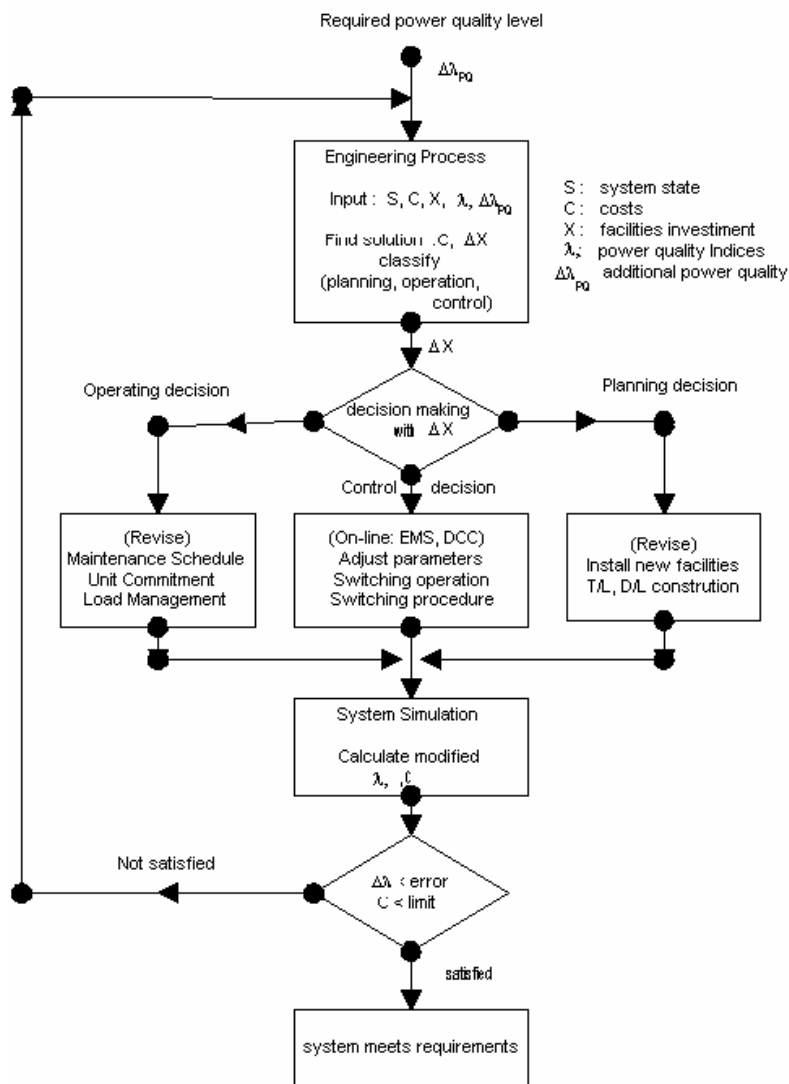 Required power quality level
Δλ_PQ
Engineering Process
Input : S, C, X, λ, Δλ_PQ
Find solution :C, ΔX
classify
(planning, operation,
control)
S : system state
C : costs
X : facilities investiment
λ; power quality Indices
Δλ_PQ additional power quality
ΔX
Operating decision
Planning decision
decision making
with ΔX
Control decision
(Revise)
Maintenance Schedule
Unit Commitment
Load Management
(On-line: EMS, DCC)
Adjust parameters
Switching operation
Switching procedure
(Revise)
Install new facilities
T/L, D/L constrution
System Simulation
Calculate modified
λ,
Not satisfied
Δλ < error
C < limit
satisfied
system meets requirements